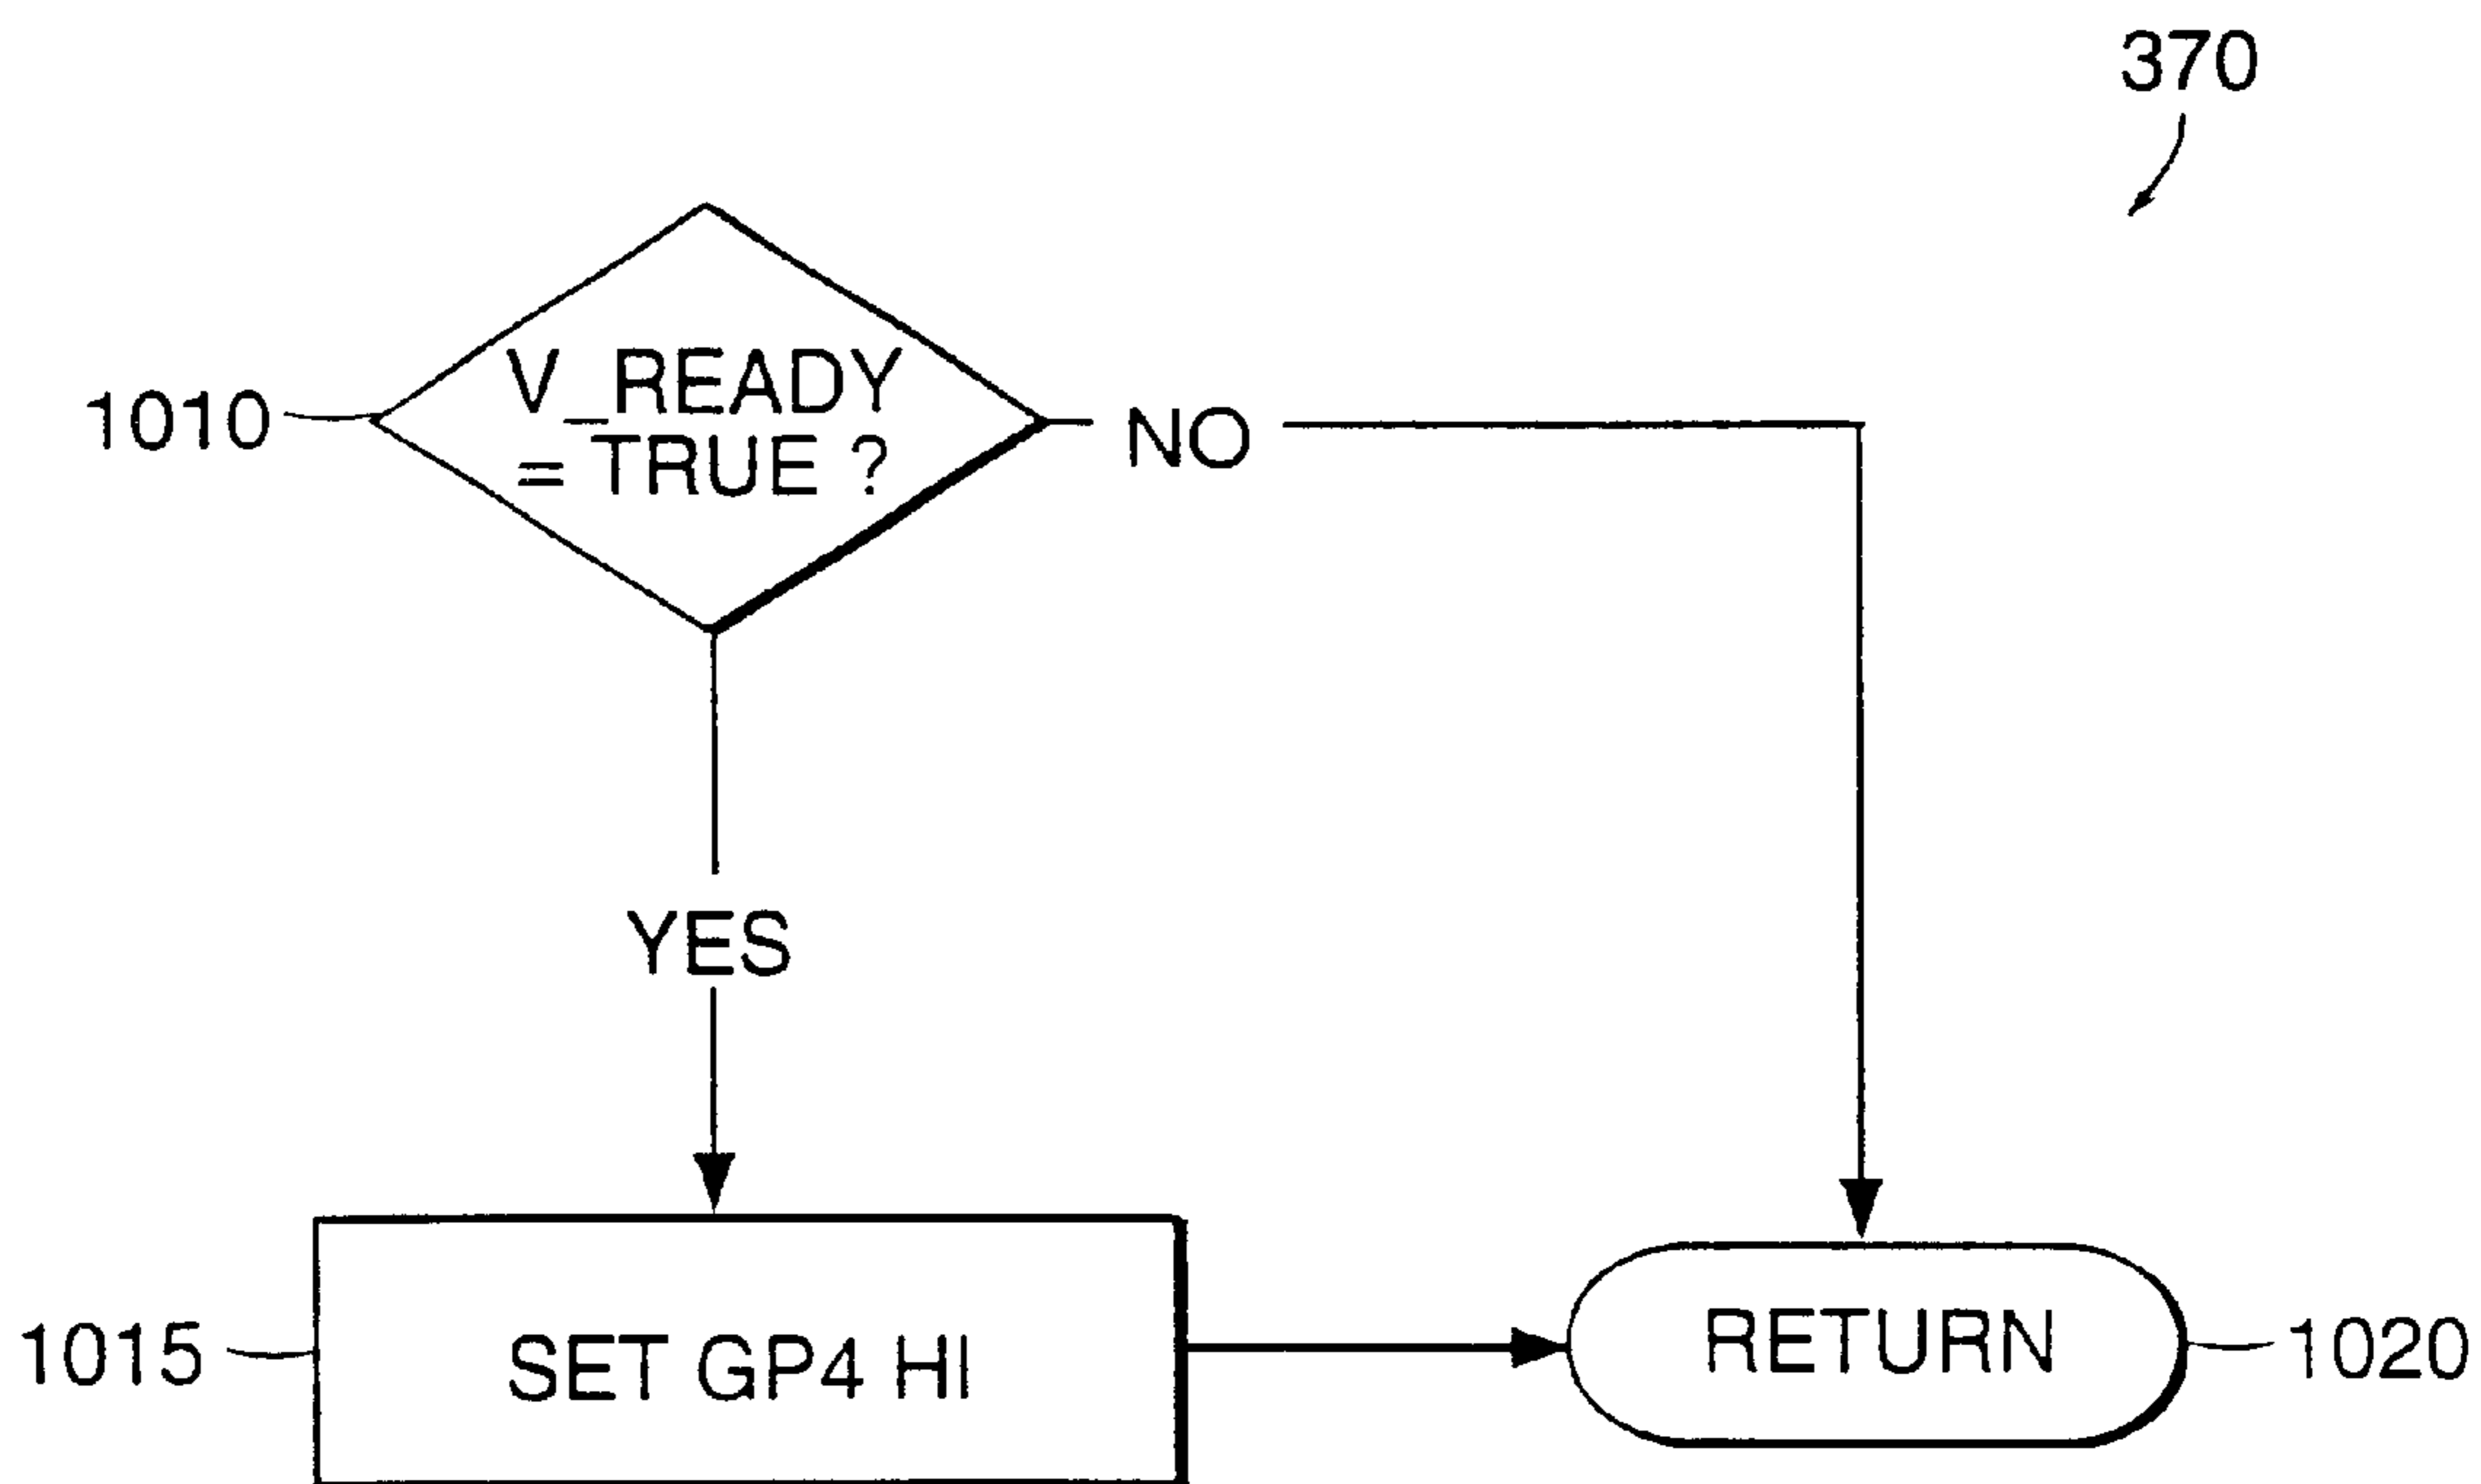 370
1010
V_READY
= TRUE ?
NO
YES
1015
SET GP4 HI
RETURN
1020